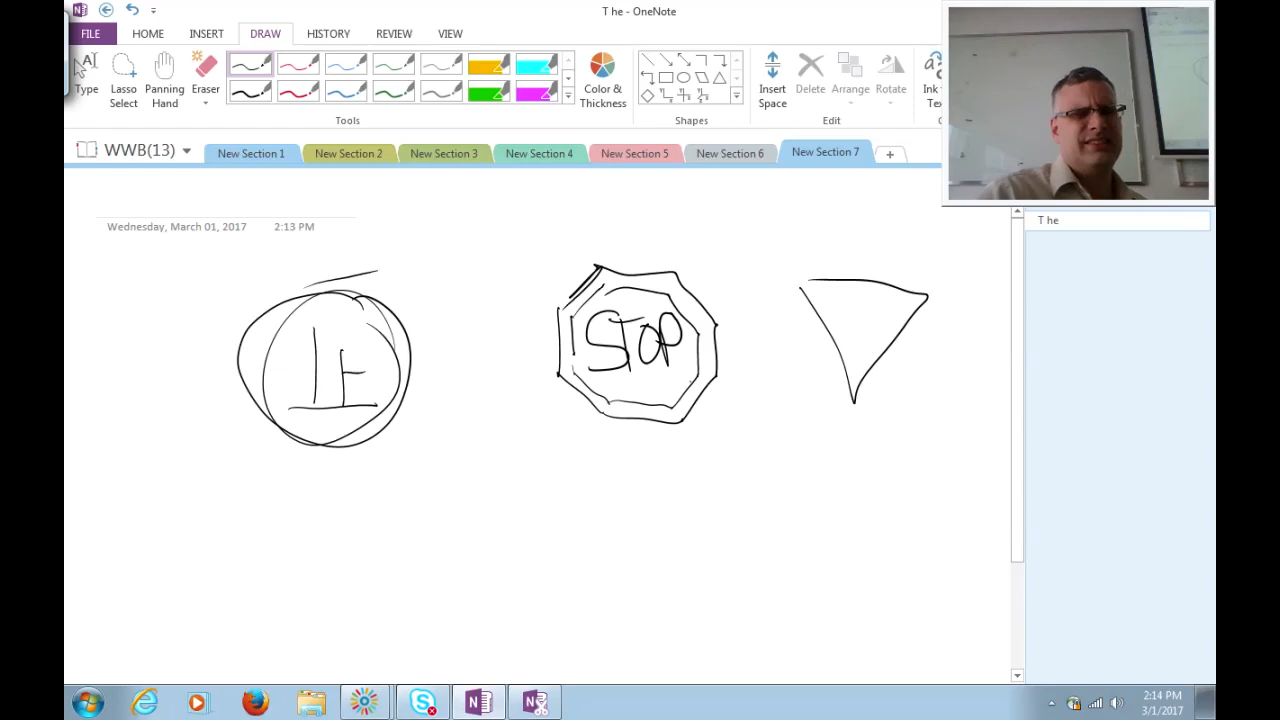 T he - OneNote
FILE HOME INSERT DRAW HISTORY REVIEW VIEW
Type
Lasso Select
Panning Hand
Eraser
Color & Thickness
Insert Space
Delete
Arrange
Rotate
Ink to Tex
Tools
Shapes
Edit
WWB(13)
New Section 1 New Section 2 New Section 3 New Section 4 New Section 5 New Section 6 New Section 7
T he
Wednesday, March 01, 2017 2:13 PM
STOP
2:14 PM
3/1/2017